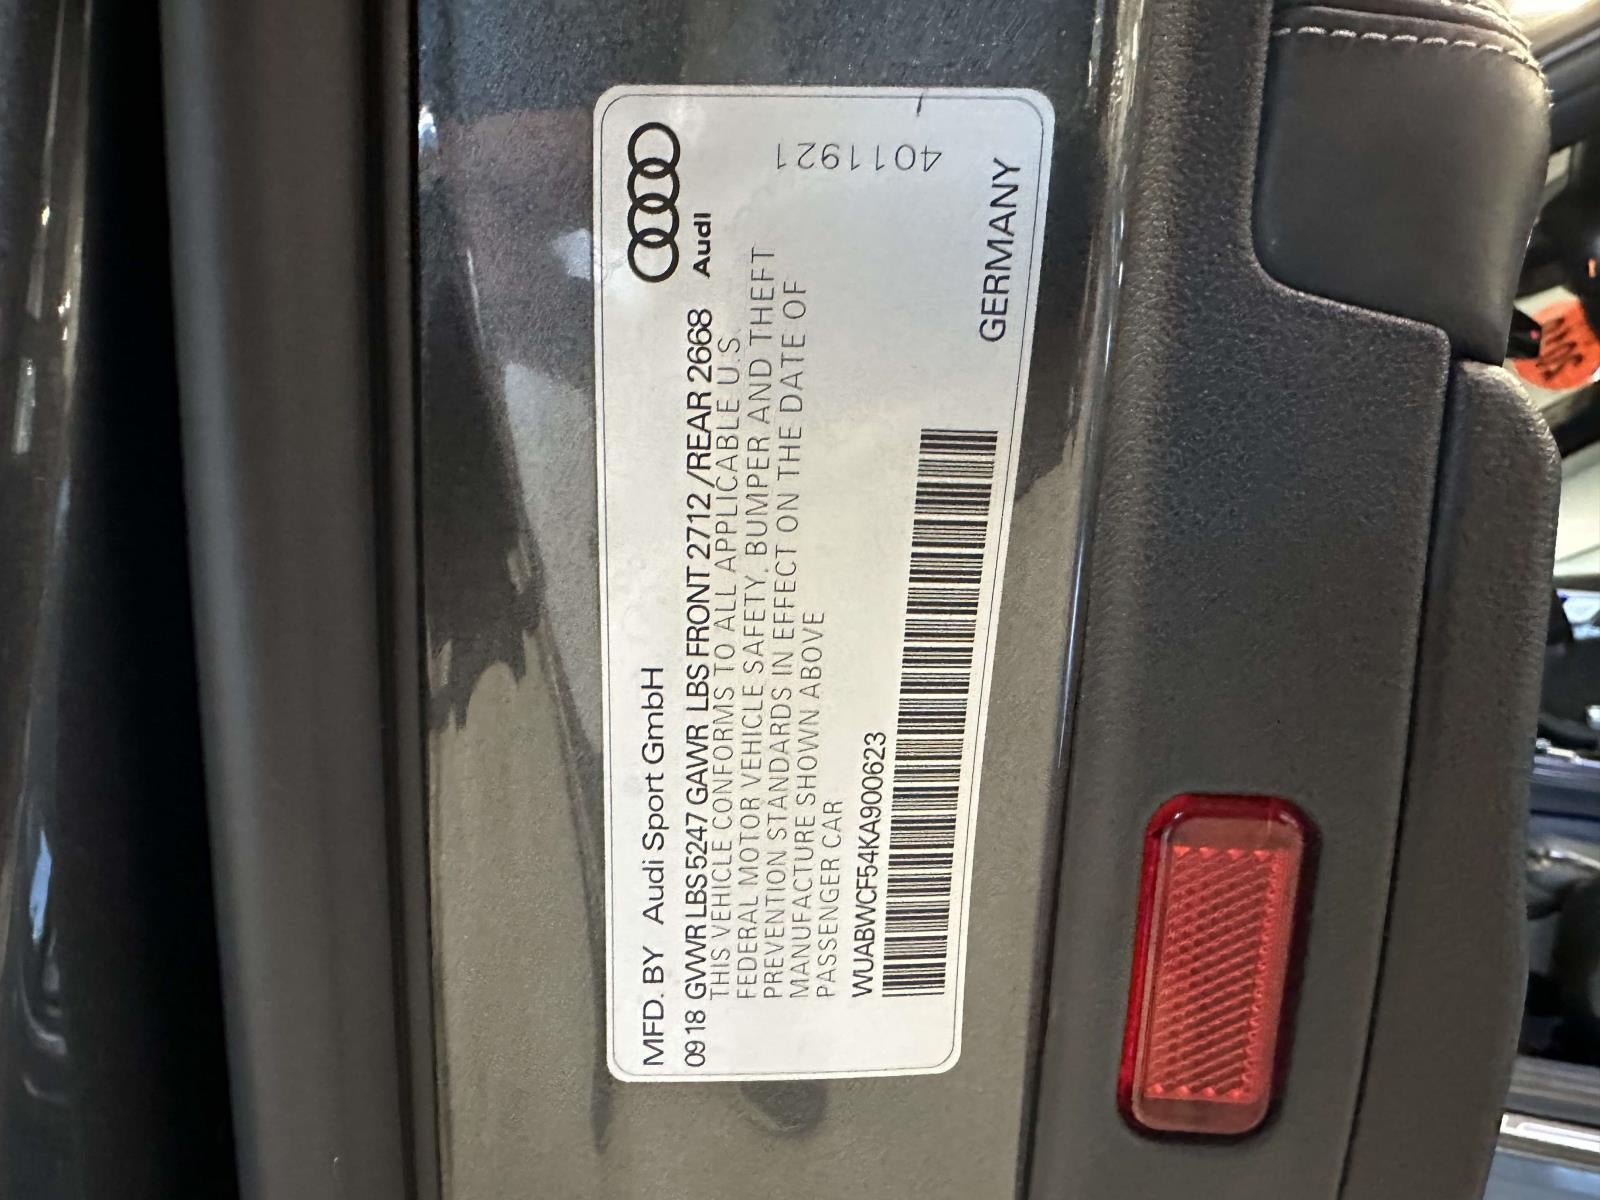 MFD. BY Audi Sport GmbH
Audi
0918 GVWR LBS 5247 GAWR LBS FRONT 2712 /REAR 2668
THIS VEHICLE CONFORMS TO ALL APPLICABLE U.S.
FEDERAL MOTOR VEHICLE SAFETY, BUMPER AND THEFT
PREVENTION STANDARDS IN EFFECT ON THE DATE OF
MANUFACTURE SHOWN ABOVE
PASSENGER CAR
WUABWCF54KA900623
GERMANY
4011921